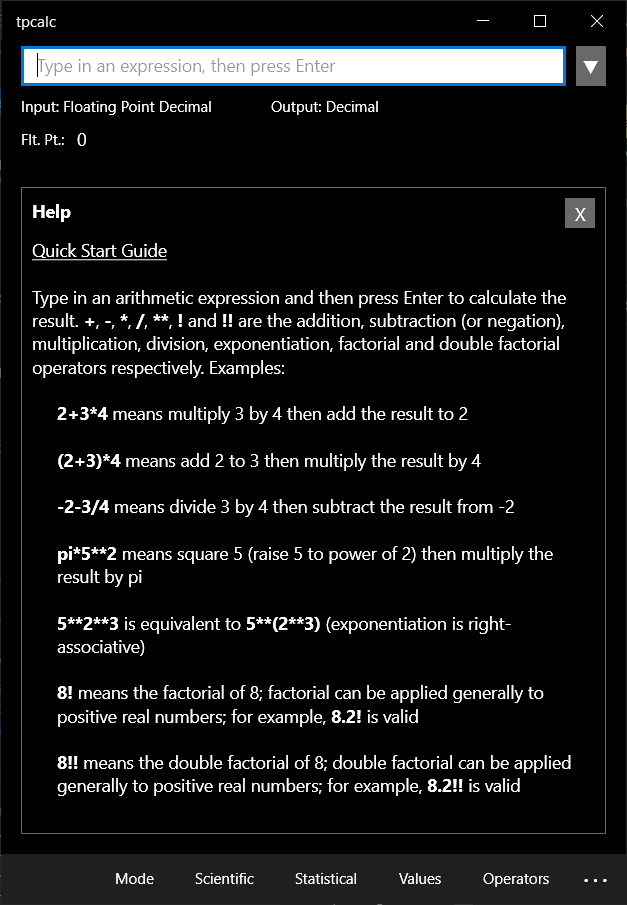 tpcalc
Type in an expression, then press Enter
▼
Input: Floating Point Decimal Output: Decimal
Flt. Pt.: 0
Help
X
Quick Start Guide
Type in an arithmetic expression and then press Enter to calculate the
result. +, -, *, /, **, ! and !! are the addition, subtraction (or negation),
multiplication, division, exponentiation, factorial and double factorial
operators respectively. Examples:
2+3*4 means multiply 3 by 4 then add the result to 2
(2+3)*4 means add 2 to 3 then multiply the result by 4
-2-3/4 means divide 3 by 4 then subtract the result from -2
pi*5**2 means square 5 (raise 5 to power of 2) then multiply the
result by pi
5**2**3 is equivalent to 5**(2**3) (exponentiation is right-
associative)
8! means the factorial of 8; factorial can be applied generally to
positive real numbers; for example, 8.2! is valid
8!! means the double factorial of 8; double factorial can be applied
generally to positive real numbers; for example, 8.2!! is valid
Mode Scientific Statistical Values Operators ...